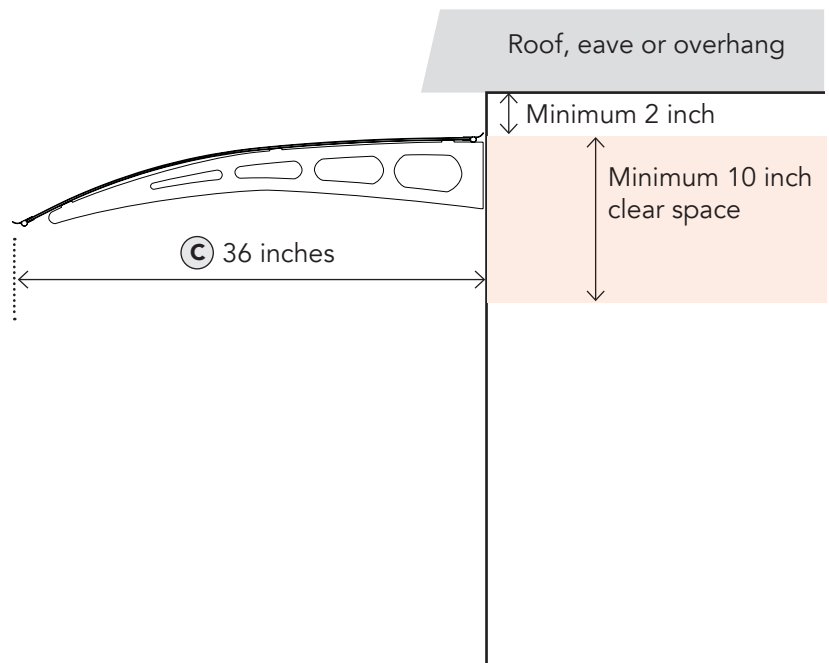 Roof, eave or overhang
Minimum 2 inch
Minimum 10 inch
clear space
C 36 inches